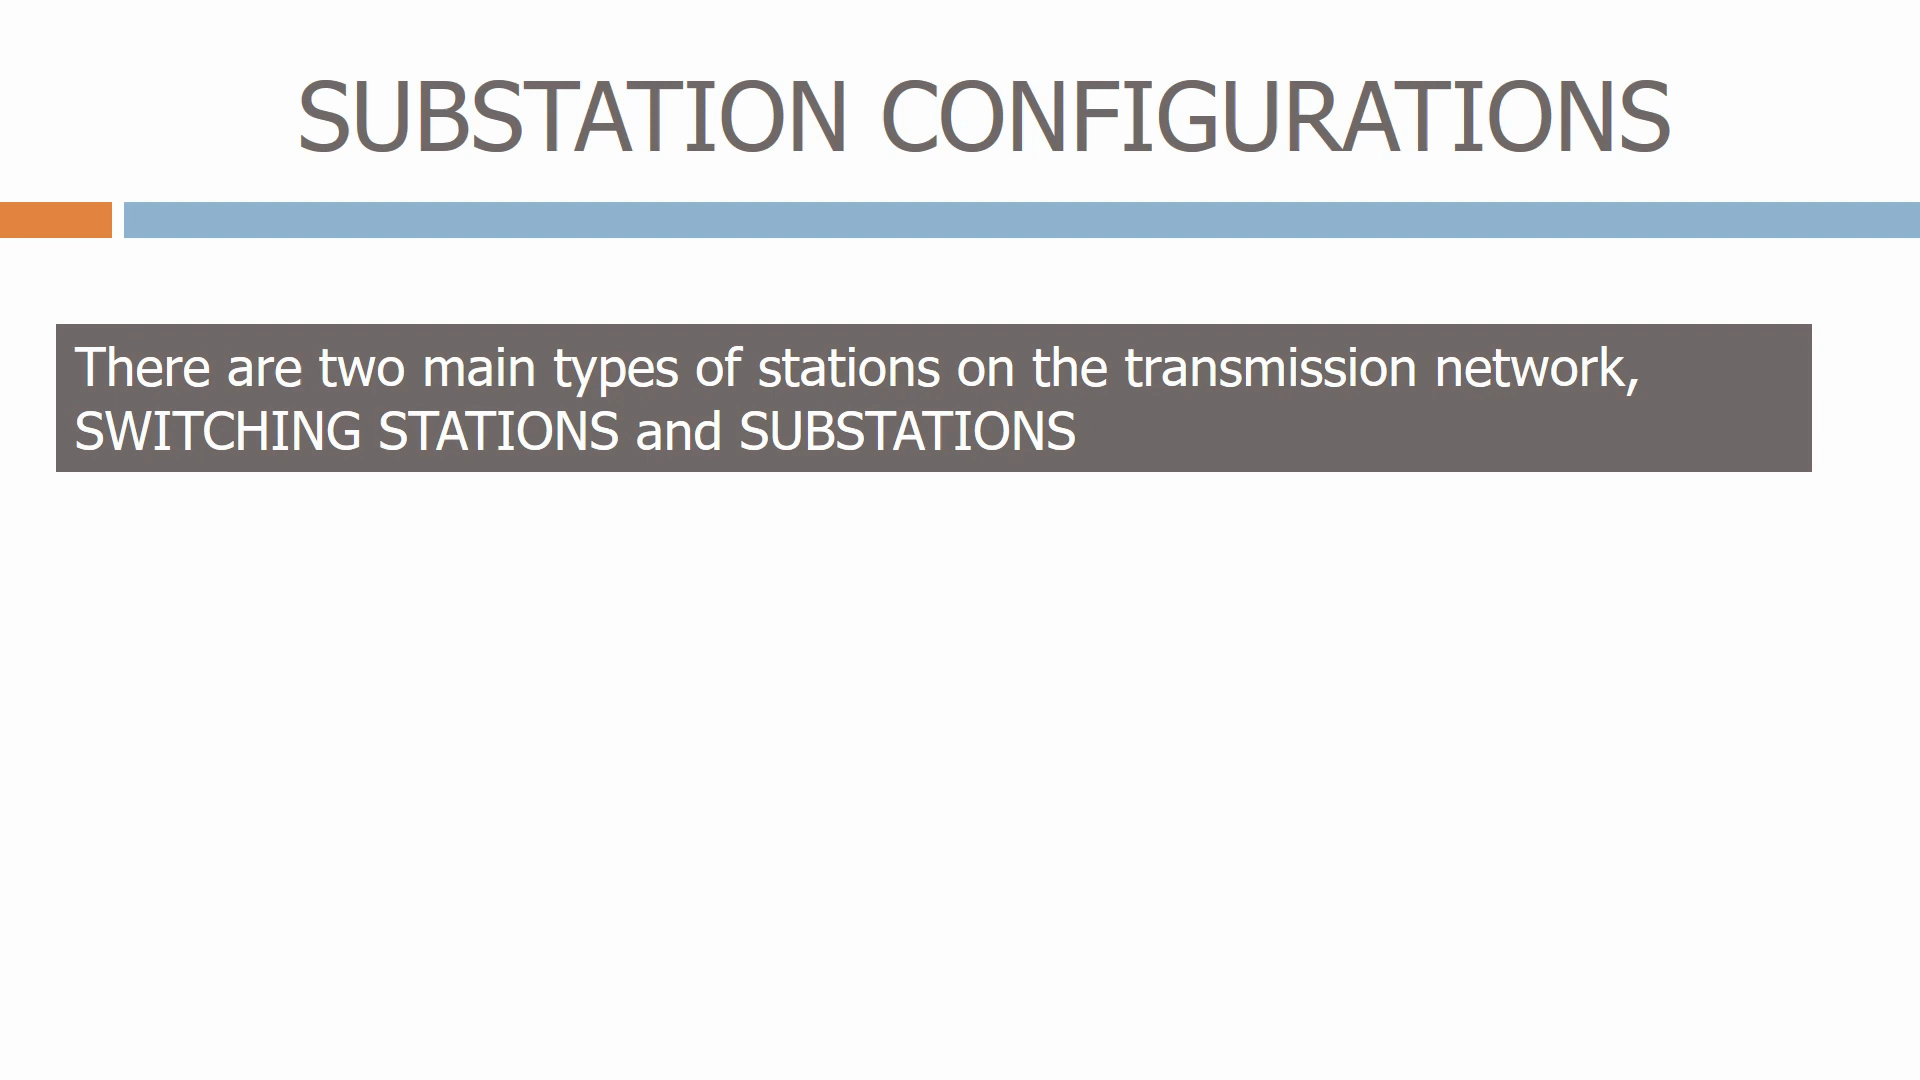 SUBSTATION CONFIGURATIONS
There are two main types of stations on the transmission network,
SWITCHING STATIONS and SUBSTATIONS